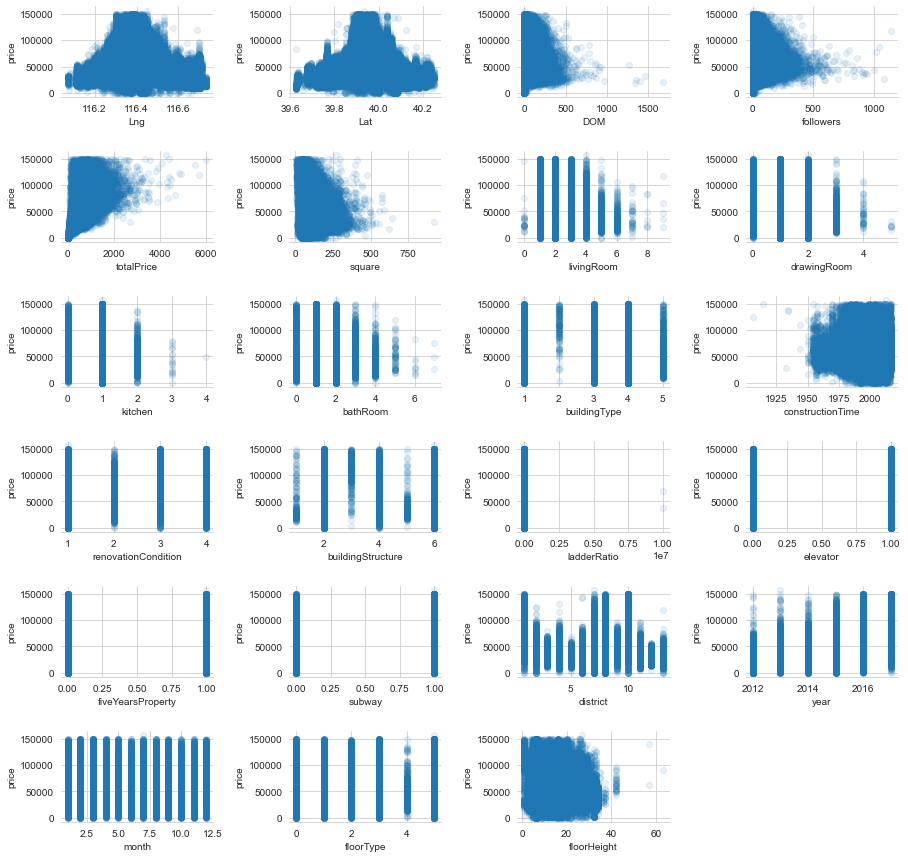 150000 150000 150000 150000
100000 100000 100000 100000
price price price price
50000 50000 50000 50000
0 0 0 0
116.2 116.4 116.6 39.6 39.8 40.0 40.2 0 500 1000 1500 0 500 1000
Lng Lat DOM followers
150000 150000 150000 150000
100000 100000 100000 100000
price price price price
50000 50000 50000 50000
0 0 0 0
0 2000 4000 6000 0 250 500 750 0 2 4 6 8 0 2 4
totalPrice square livingRoom drawingRoom
150000 150000 150000 150000
100000 100000 100000 100000
price price price price
50000 50000 50000 50000
0 0 0 0
0 1 2 3 4 0 2 4 6 1 2 3 4 5 1925 1950 1975 2000
kitchen bathRoom buildingType constructionTime
150000 150000 150000 150000
100000 100000 100000 100000
price price price price
50000 50000 50000 50000
0 0 0 0
1 2 3 4 2 4 6 0.00 0.25 0.50 0.75 1.00 0.00 0.25 0.50 0.75 1.00
1e7
renovationCondition buildingStructure ladderRatio elevator
150000 150000 150000 150000
100000 100000 100000 100000
price price price price
50000 50000 50000 50000
0 0 0 0
0.00 0.25 0.50 0.75 1.00 0.00 0.25 0.50 0.75 1.00 5 10 2012 2014 2016
fiveYearsProperty subway district year
150000 150000 150000
100000 100000 100000
price price price
50000 50000 50000
0 0 0
2.5 5.0 7.5 10.0 12.5 0 2 4 0 20 40 60
month floorType floorHeight